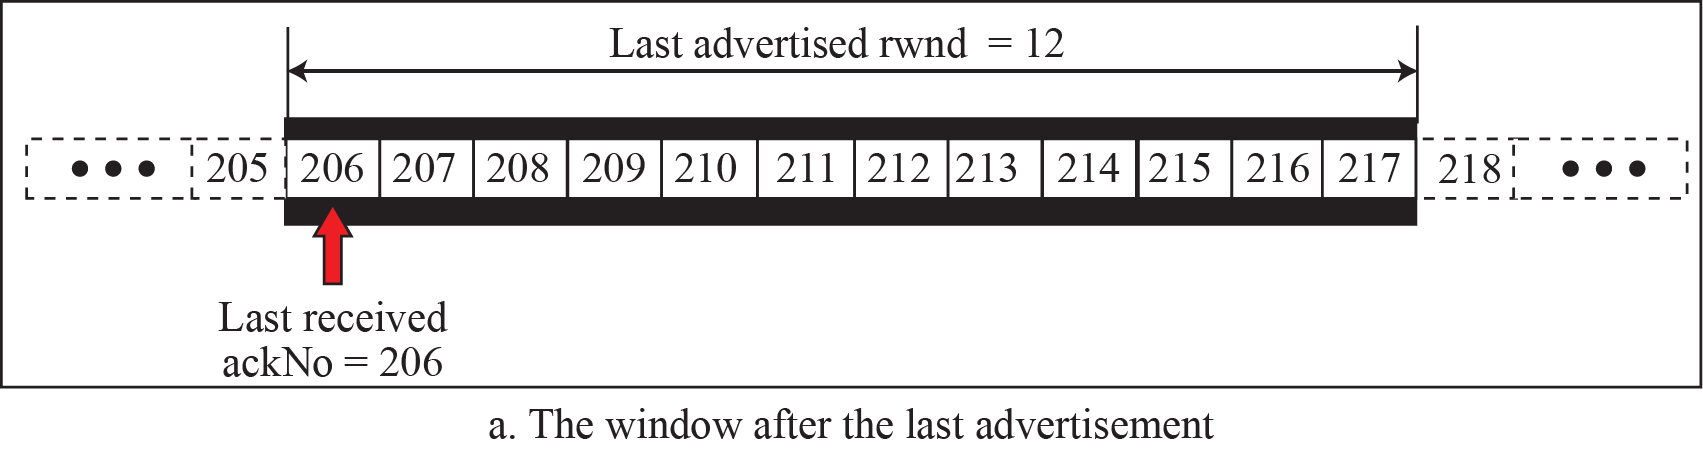 Last advertised rwnd = 12
••• 205 206 207 208 209 210 211 212 213 214 215 216 217 218 •••
Last received
ackNo = 206
a. The window after the last advertisement